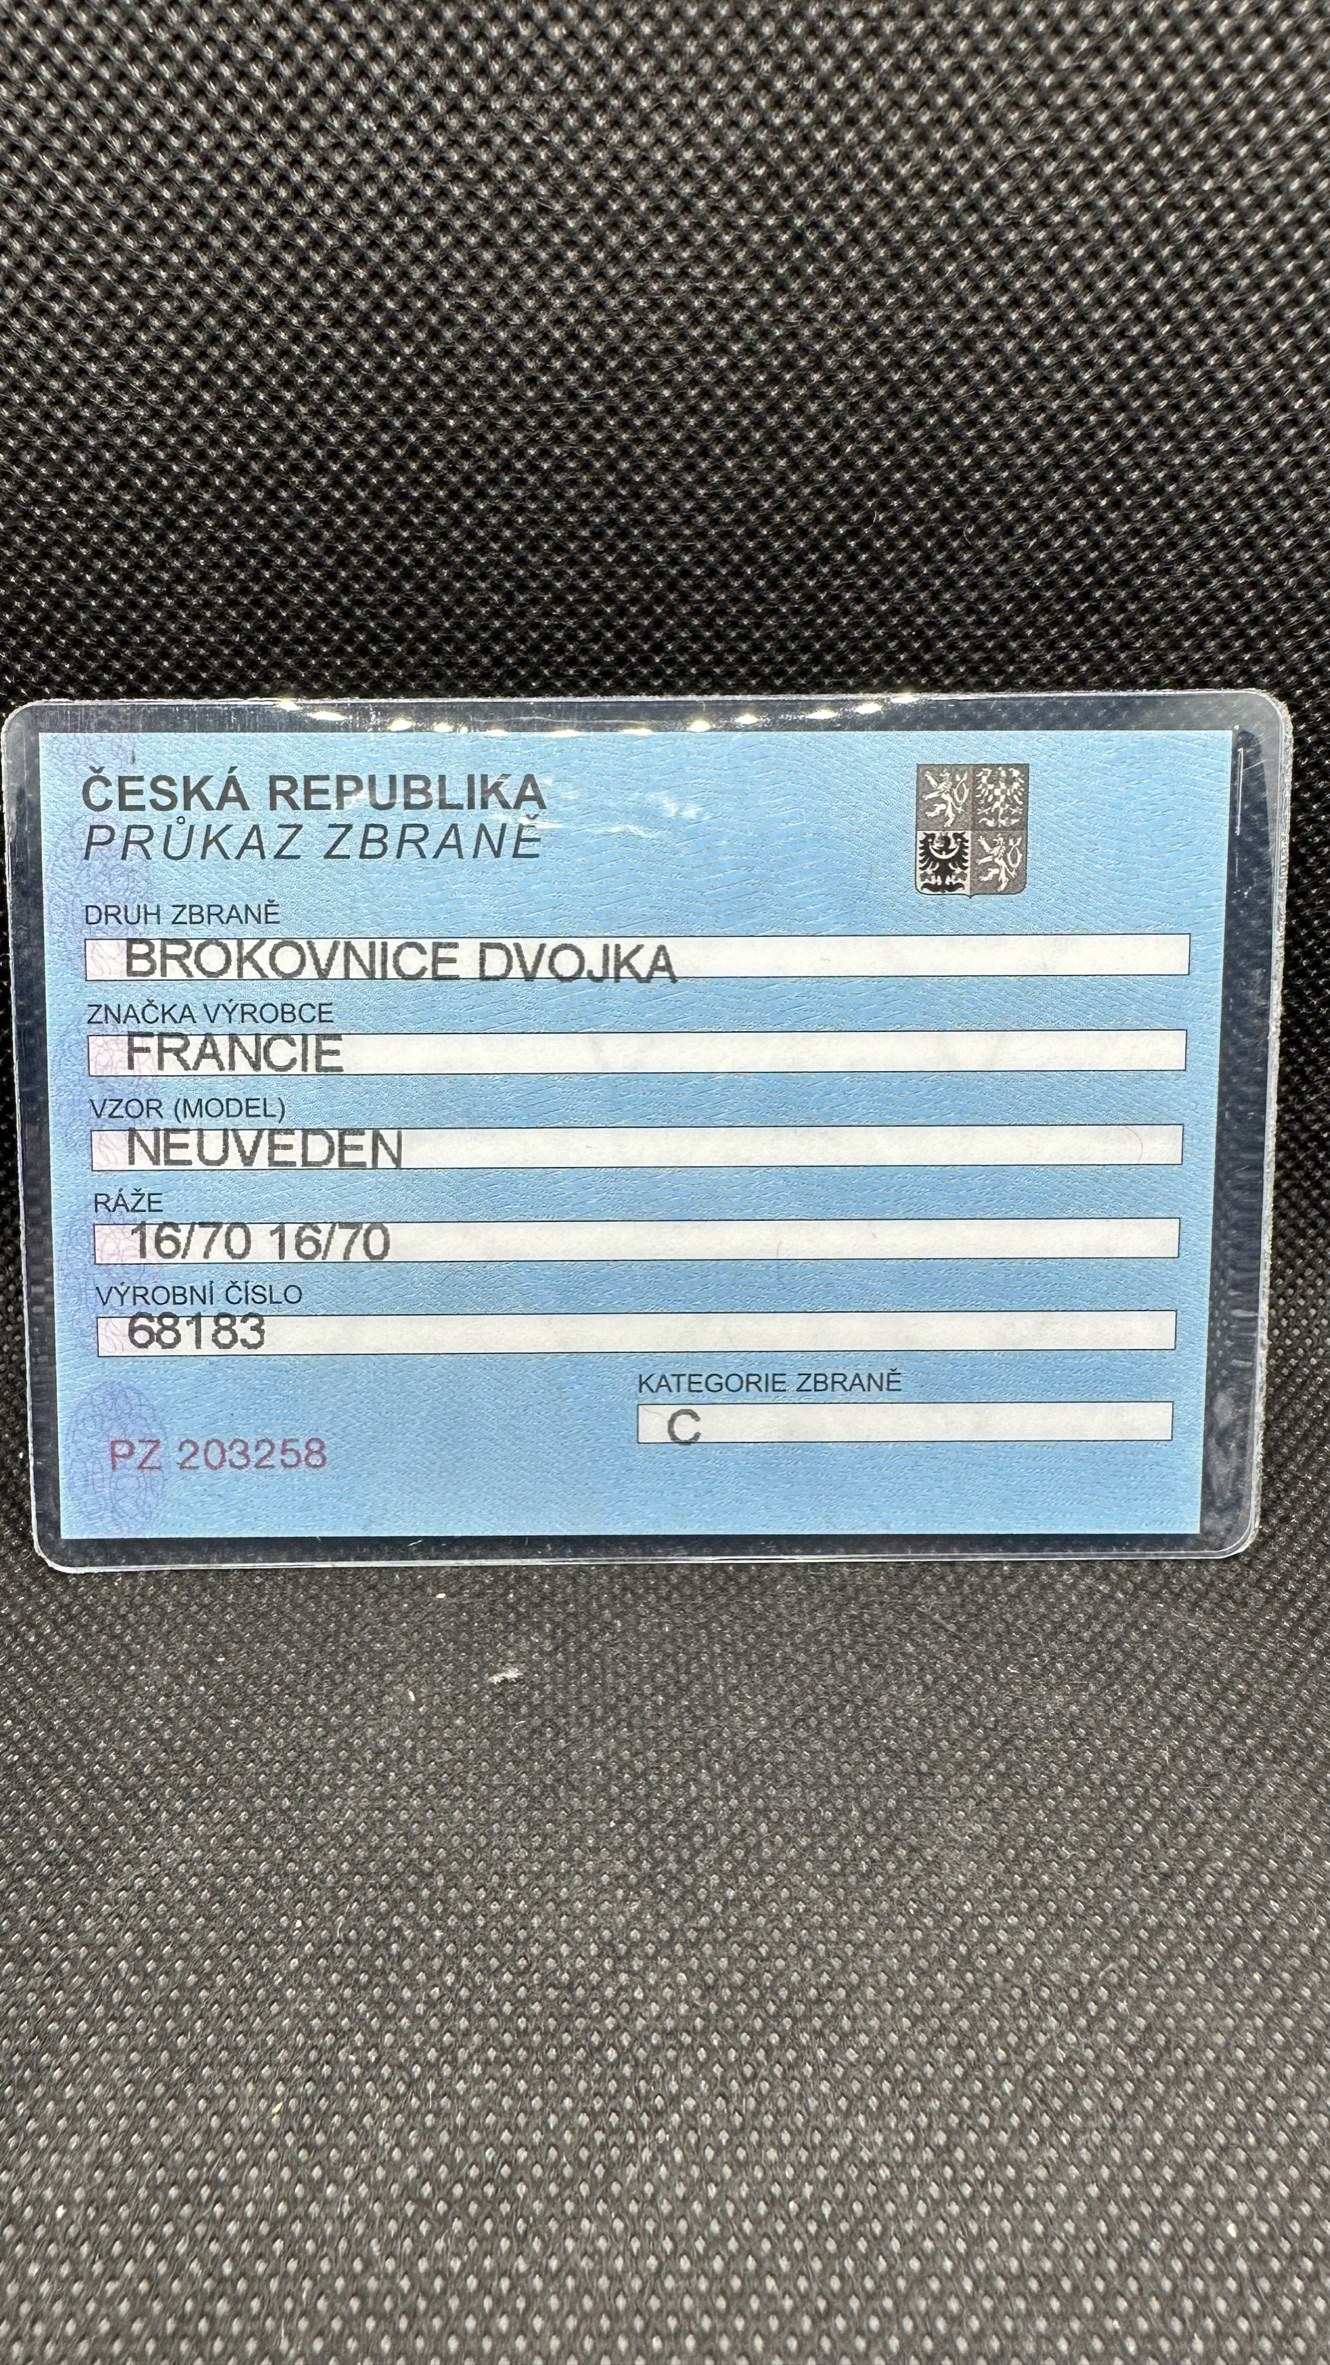 ČESKÁ REPUBLIKA
PRŮKAZ ZBRANĚ
DRUH ZBRANĚ
BROKOVNICE DVOJKA
ZNAČKA VÝROBCE
FRANCIE
VZOR (MODEL)
NEUVEDEN
RÁŽE
16/70 16/70
VÝROBNÍ ČÍSLO
68183
KATEGORIE ZBRANĚ
C
PZ 203258